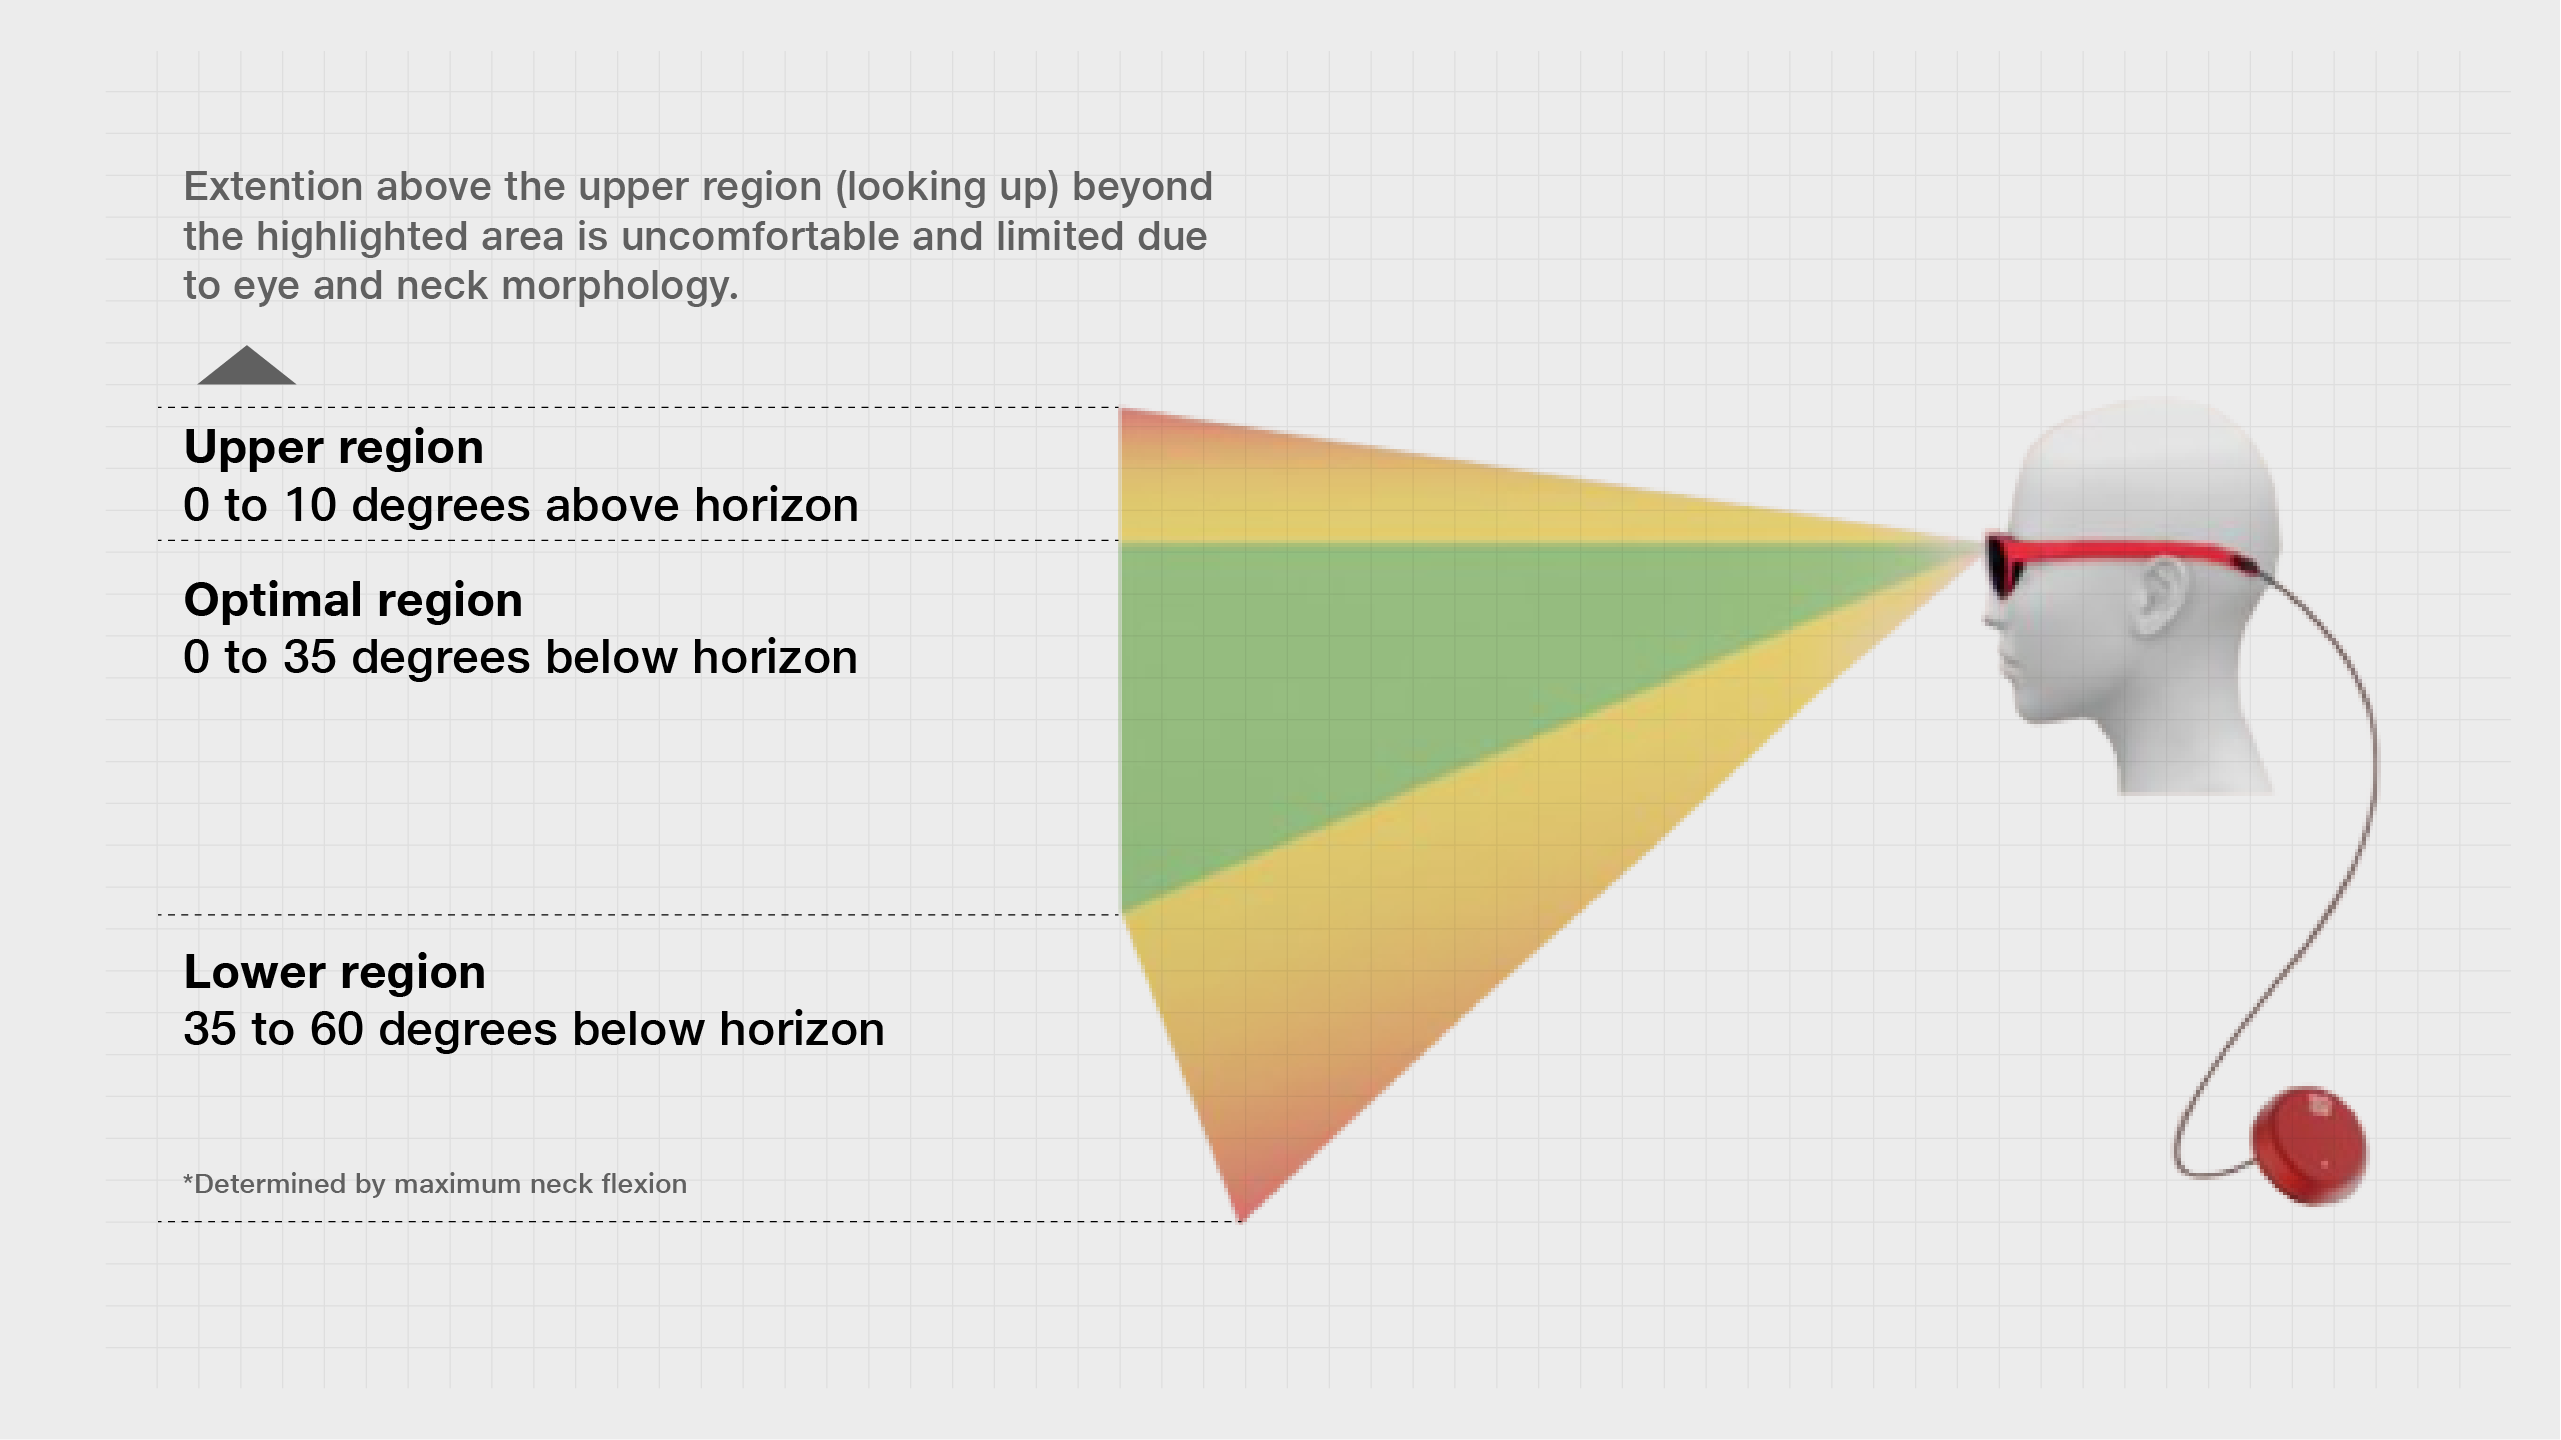 Extention above the upper region (looking up) beyond
the highlighted area is uncomfortable and limited due
to eye and neck morphology.
Upper region
0 to 10 degrees above horizon
Optimal region
0 to 35 degrees below horizon
Lower region
35 to 60 degrees below horizon
*Determined by maximum neck flexion